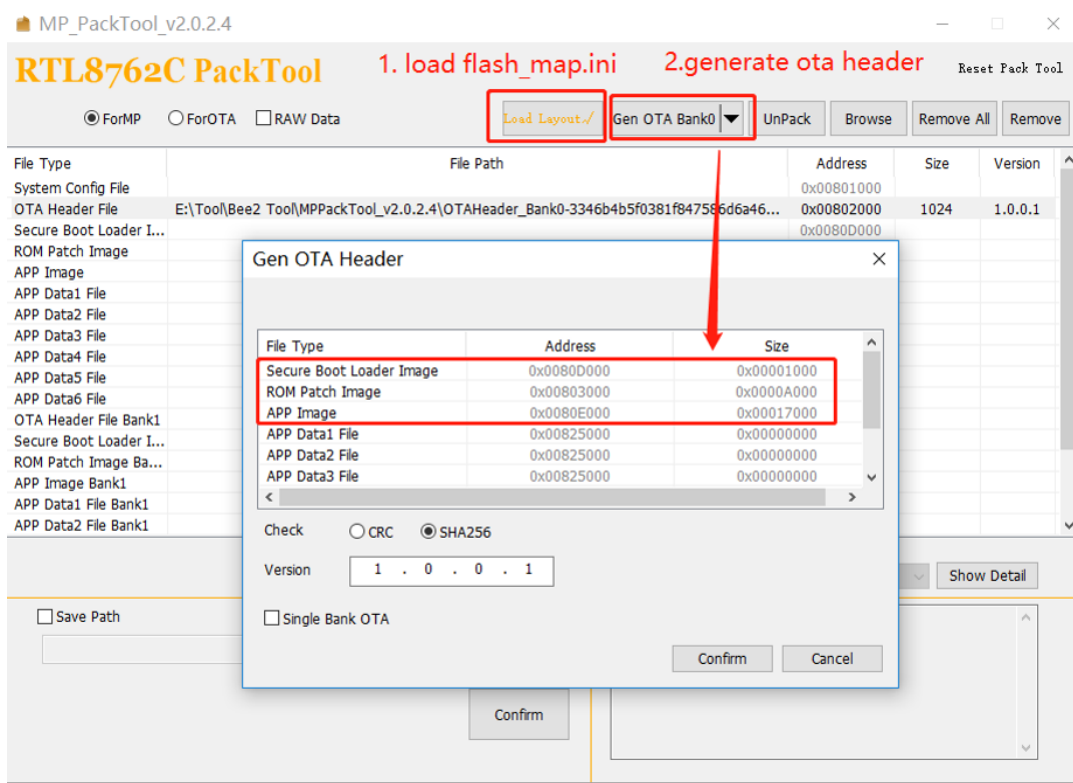 MP_PackTool_v2.0.2.4
RTL8762C PackTool
1. load flash_map.ini
2.generate ota header
Reset Pack Tool
ForMP ForOTA RAW Data Load Layout√ Gen OTA Bank0 UnPack Browse Remove All Remove
File Type File Path Address Size Version
System Config File 0x00801000
OTA Header File E:\Tool\Bee2 Tool\MPPackTool_v2.0.2.4\OTAHeader_Bank0-3346b4b5f0381f847586d6a46... 0x00802000 1024 1.0.0.1
Secure Boot Loader I... 0x0080D000
ROM Patch Image
APP Image
APP Data1 File
APP Data2 File
APP Data3 File
APP Data4 File
APP Data5 File
APP Data6 File
OTA Header File Bank1
Secure Boot Loader I...
ROM Patch Image Ba...
APP Image Bank1
APP Data1 File Bank1
APP Data2 File Bank1
Gen OTA Header
File Type Address Size
Secure Boot Loader Image 0x0080D000 0x00001000
ROM Patch Image 0x00803000 0x0000A000
APP Image 0x0080E000 0x00017000
APP Data1 File 0x00825000 0x00000000
APP Data2 File 0x00825000 0x00000000
APP Data3 File 0x00825000 0x00000000
Check CRC SHA256
Version 1 . 0 . 0 . 1
Single Bank OTA
Confirm Cancel
Show Detail
Save Path
Confirm